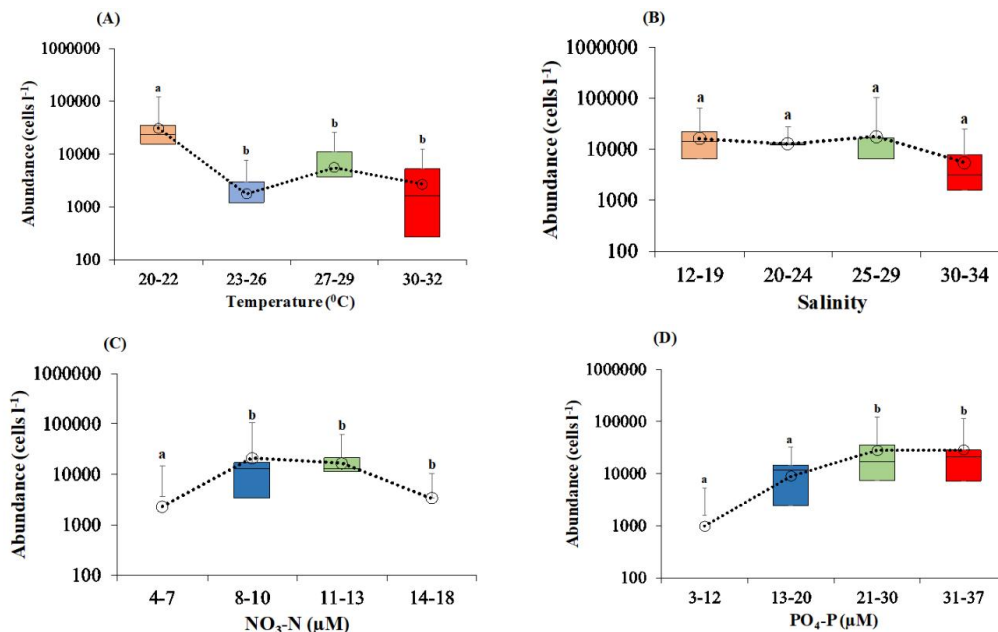 (A)
Abundance (cells l⁻¹)
1000000
100000
10000
1000
100
a
b
b
b
20-22 23-26 27-29 30-32
Temperature (⁰C)
(B)
Abundance (cells l⁻¹)
1000000
100000
10000
1000
100
a
a
a
a
12-19 20-24 25-29 30-34
Salinity
(C)
Abundance (cells l⁻¹)
1000000
100000
10000
1000
100
a
b
b
b
4-7 8-10 11-13 14-18
NO₃-N (µM)
(D)
Abundance (cells l⁻¹)
1000000
100000
10000
1000
100
a
a
b
b
3-12 13-20 21-30 31-37
PO₄-P (µM)